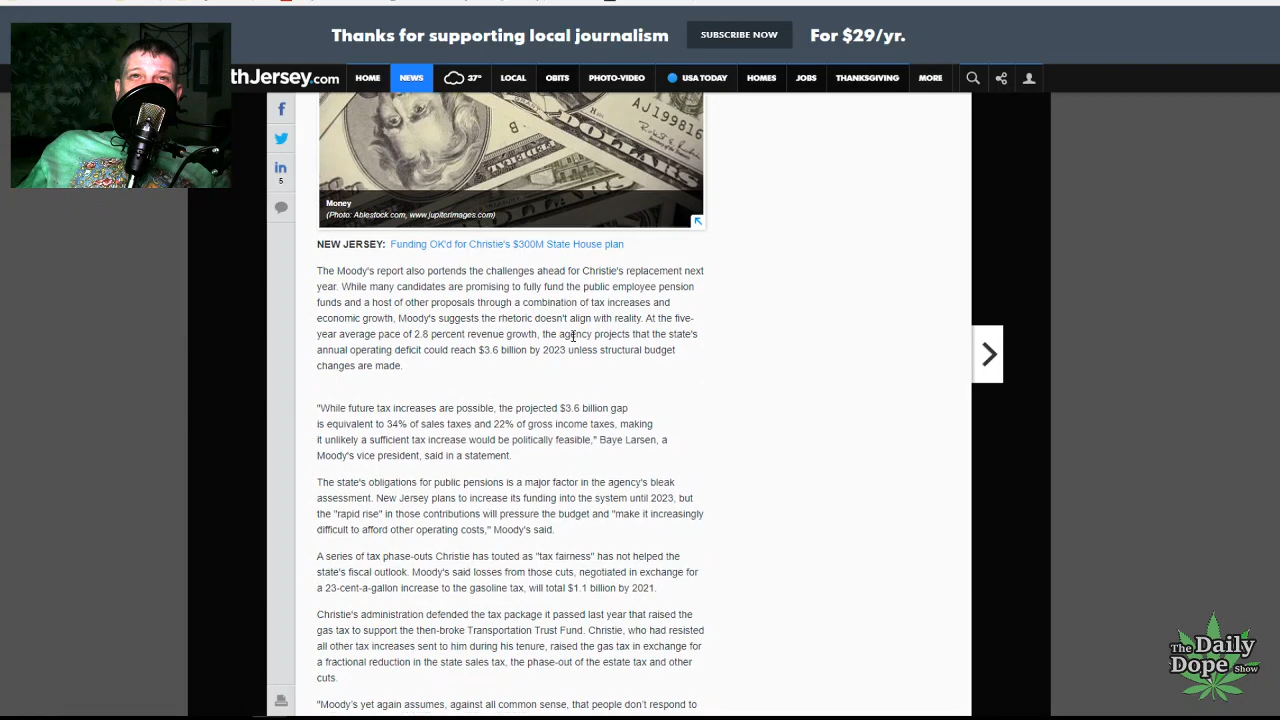 Thanks for supporting local journalism SUBSCRIBE NOW For $29/yr.
thJersey.com HOME NEWS 37° LOCAL OBITS PHOTO-VIDEO USA TODAY HOMES JOBS THANKSGIVING MORE
f
in
5
AJ199816
B
FEDERAL
DOLLARS
Money
(Photo: Ablestock.com, www.jupiterimages.com)
NEW JERSEY: Funding OK'd for Christie's $300M State House plan
The Moody's report also portends the challenges ahead for Christie's replacement next
year. While many candidates are promising to fully fund the public employee pension
funds and a host of other proposals through a combination of tax increases and
economic growth, Moody's suggests the rhetoric doesn't align with reality. At the five-
year average pace of 2.8 percent revenue growth, the agency projects that the state's
annual operating deficit could reach $3.6 billion by 2023 unless structural budget
changes are made.
"While future tax increases are possible, the projected $3.6 billion gap
is equivalent to 34% of sales taxes and 22% of gross income taxes, making
it unlikely a sufficient tax increase would be politically feasible," Baye Larsen, a
Moody's vice president, said in a statement.
The state's obligations for public pensions is a major factor in the agency's bleak
assessment. New Jersey plans to increase its funding into the system until 2023, but
the "rapid rise" in those contributions will pressure the budget and "make it increasingly
difficult to afford other operating costs," Moody's said.
A series of tax phase-outs Christie has touted as "tax fairness" has not helped the
state's fiscal outlook. Moody's said losses from those cuts, negotiated in exchange for
a 23-cent-a-gallon increase to the gasoline tax, will total $1.1 billion by 2021.
Christie's administration defended the tax package it passed last year that raised the
gas tax to support the then-broke Transportation Trust Fund. Christie, who had resisted
all other tax increases sent to him during his tenure, raised the gas tax in exchange for
a fractional reduction in the state sales tax, the phase-out of the estate tax and other
cuts.
"Moody's yet again assumes, against all common sense, that people don't respond to
The Daily
Dope Show